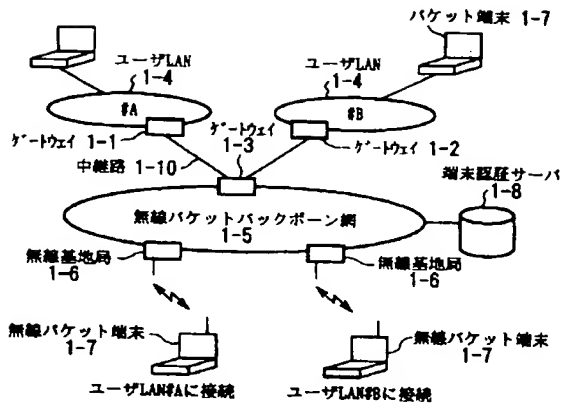 パケット端末 1-7
ユーザLAN
1-4
ユーザLAN
1-4
#A
#B
ゲートウェイ
1-1
ゲートウェイ
1-3
ゲートウェイ 1-2
中継路 1-10
端末認証サーバ
1-8
無線パケットバックボーン網
1-5
無線基地局
1-6
無線基地局
1-6
無線パケット端末
1-7
無線パケット端末
1-7
ユーザLAN#Aに接続
ユーザLAN#Bに接続